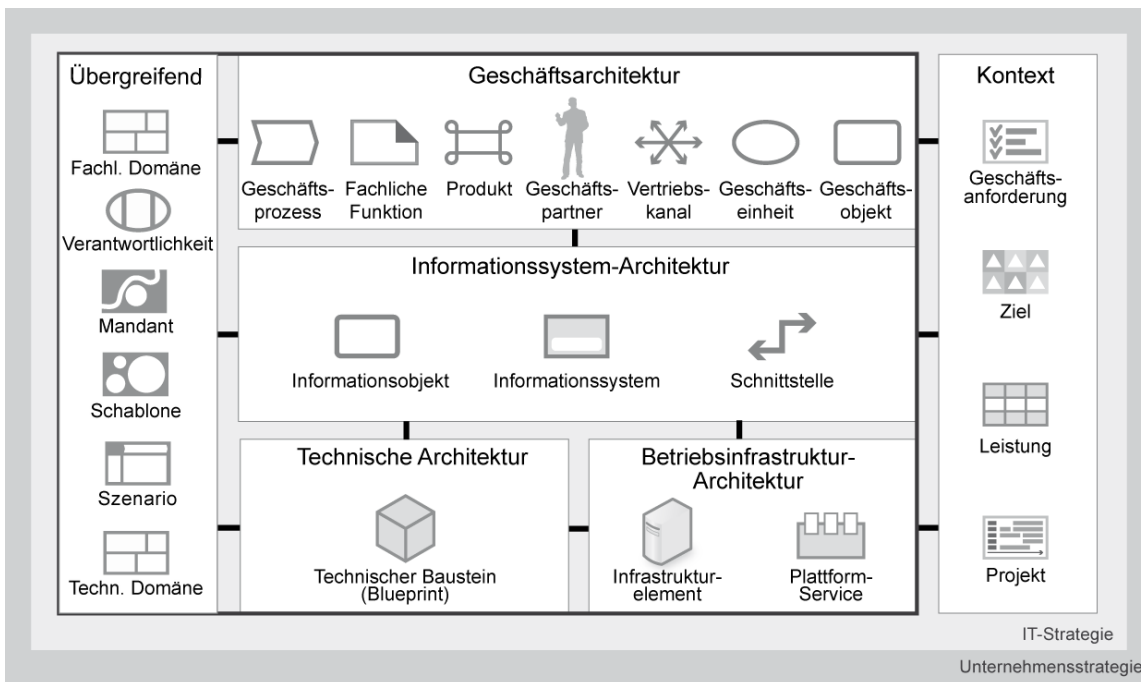 Übergreifend
Fachl. Domäne
Verantwortlichkeit
Mandant
Schablone
Szenario
Techn. Domäne
Geschäftsarchitektur
Geschäfts-
prozess
Fachliche
Funktion
Produkt
Geschäfts-
partner
Vertriebs-
kanal
Geschäfts-
einheit
Geschäfts-
objekt
Informationssystem-Architektur
Informationsobjekt
Informationssystem
Schnittstelle
Technische Architektur
Technischer Baustein
(Blueprint)
Betriebsinfrastruktur-
Architektur
Infrastruktur-
element
Plattform-
Service
Kontext
Geschäfts-
anforderung
Ziel
Leistung
Projekt
IT-Strategie
Unternehmensstrategie